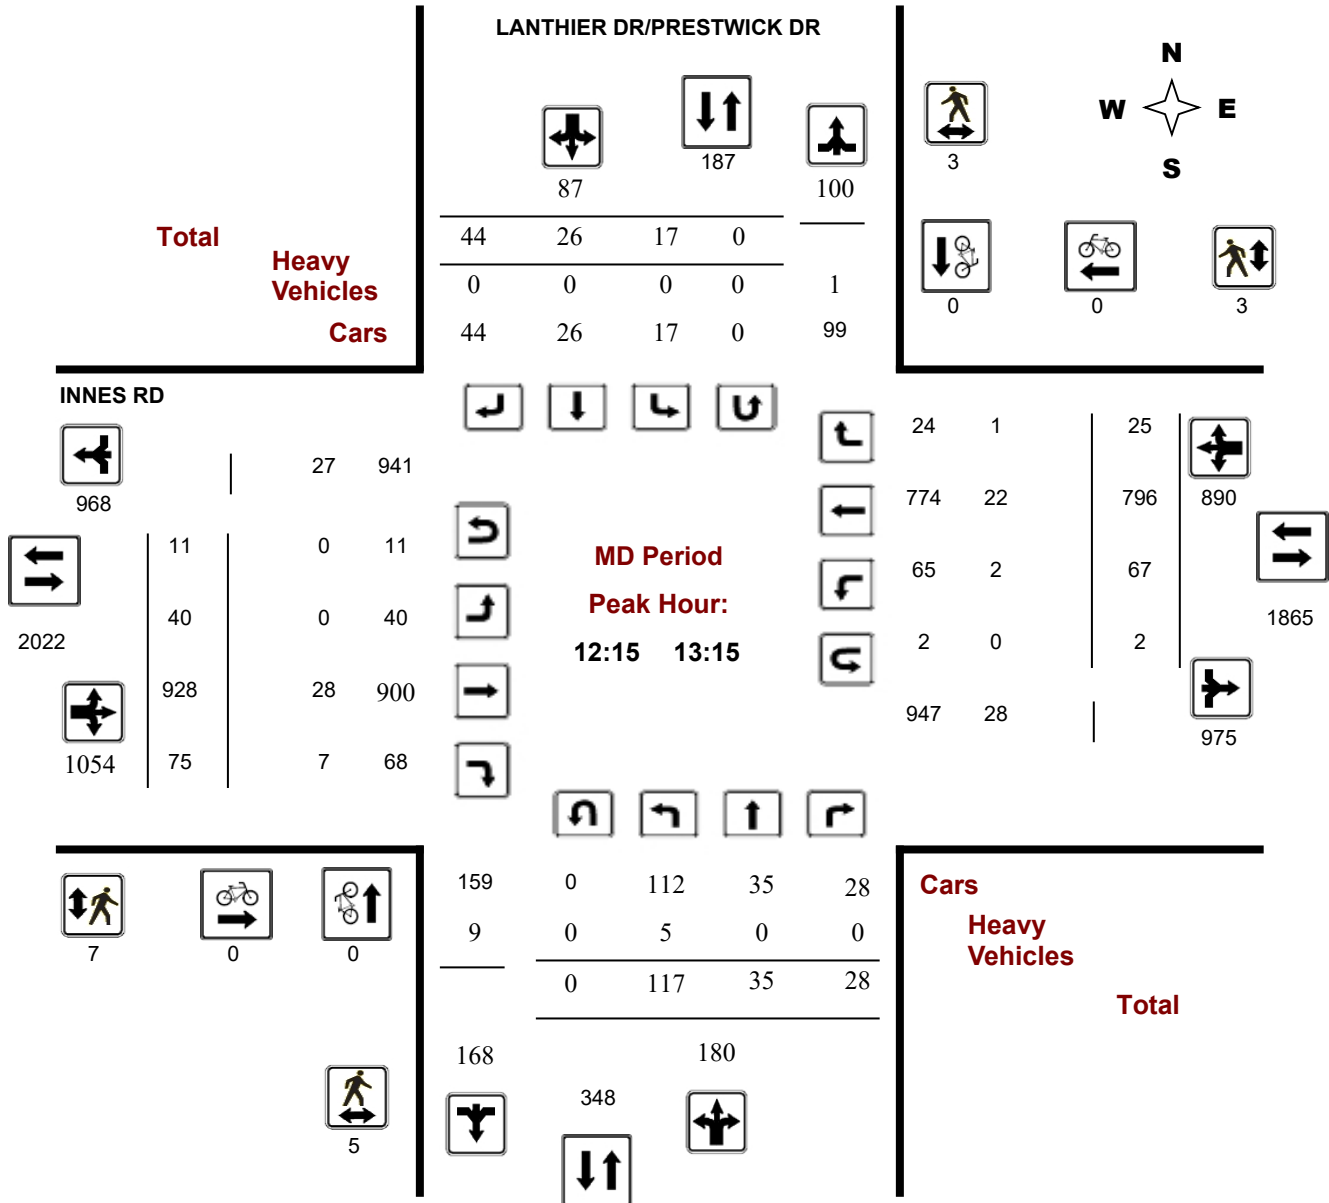 LANTHIER DR/PRESTWICK DR
N
W E
S
187
3
87 100
Total
44 26 17 0
Heavy
Vehicles
0 0 0 0 1
0 0 3
Cars
44 26 17 0 99
INNES RD
24 1 25
27 941
968
774 22 796 890
11 0 11
MD Period
65 2 67
Peak Hour:
40 0 40
1865
2022
12:15 13:15
2 0 2
928 28 900
947 28
975
1054 75 7 68
159 0 112 35 28
Cars
9 0 5 0 0
Heavy
Vehicles
7 0 0
0 117 35 28
Total
168 180
348
5